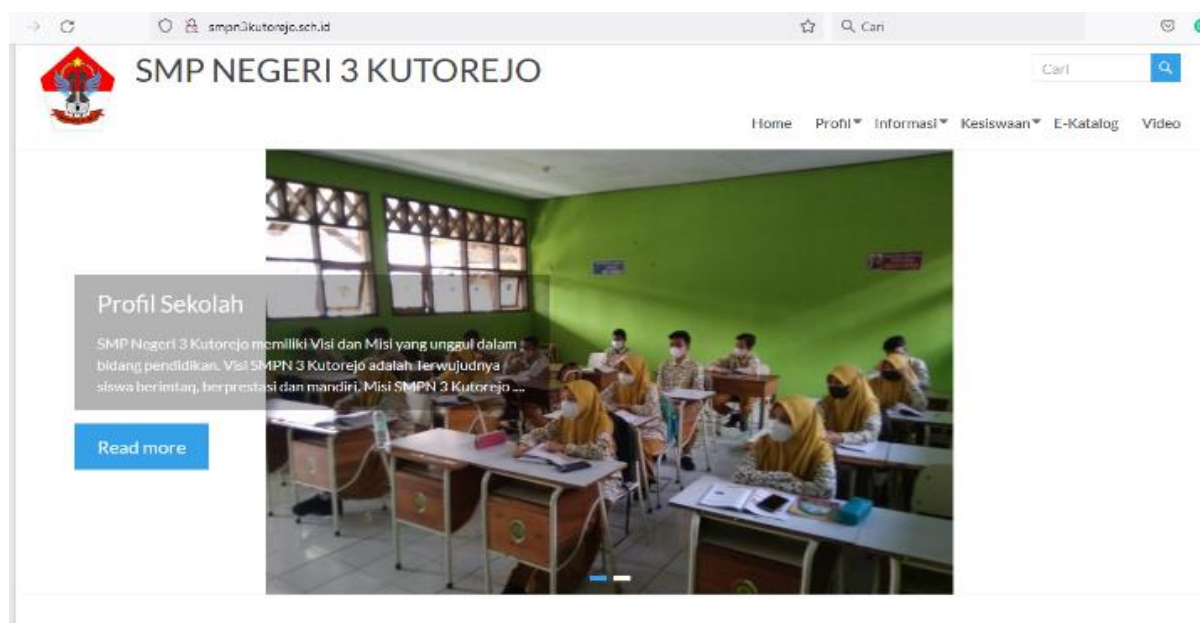 smpn3kutorejo.sch.id
Cari
SMP NEGERI 3 KUTOREJO
Cari
Home Profil Informasi Kesiswaan E-Katalog Video
Profil Sekolah
SMP Negeri 3 Kutorejo memiliki Visi dan Misi yang unggul dalam
bidang pendidikan. Visi SMPN 3 Kutorejo adalah Terwujudnya
siswa berimtaq, berprestasi dan mandiri. Misi SMPN 3 Kutorejo ....
Read more